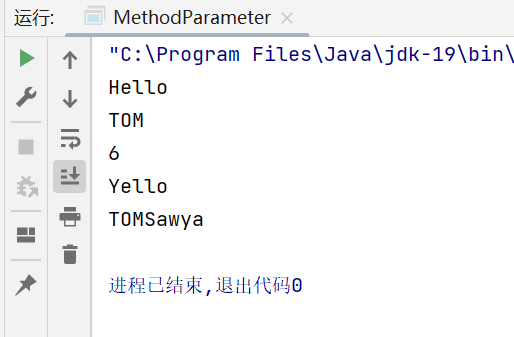 运行: MethodParameter
"C:\Program Files\Java\jdk-19\bin\
Hello
TOM
6
Yello
TOMSawya
进程已结束,退出代码0